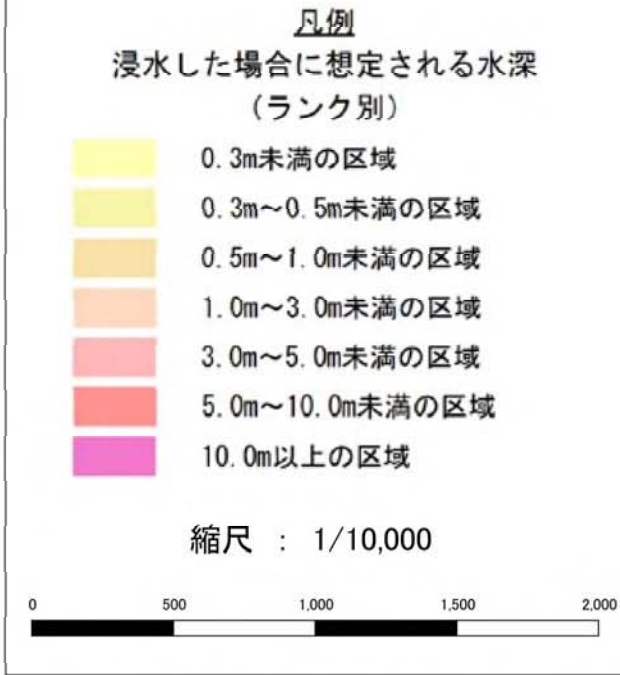 凡例
浸水した場合に想定される水深
(ランク別)
0.3m未満の区域
0.3m～0.5m未満の区域
0.5m～1.0m未満の区域
1.0m～3.0m未満の区域
3.0m～5.0m未満の区域
5.0m～10.0m未満の区域
10.0m以上の区域
縮尺 : 1/10,000
0 500 1,000 1,500 2,000